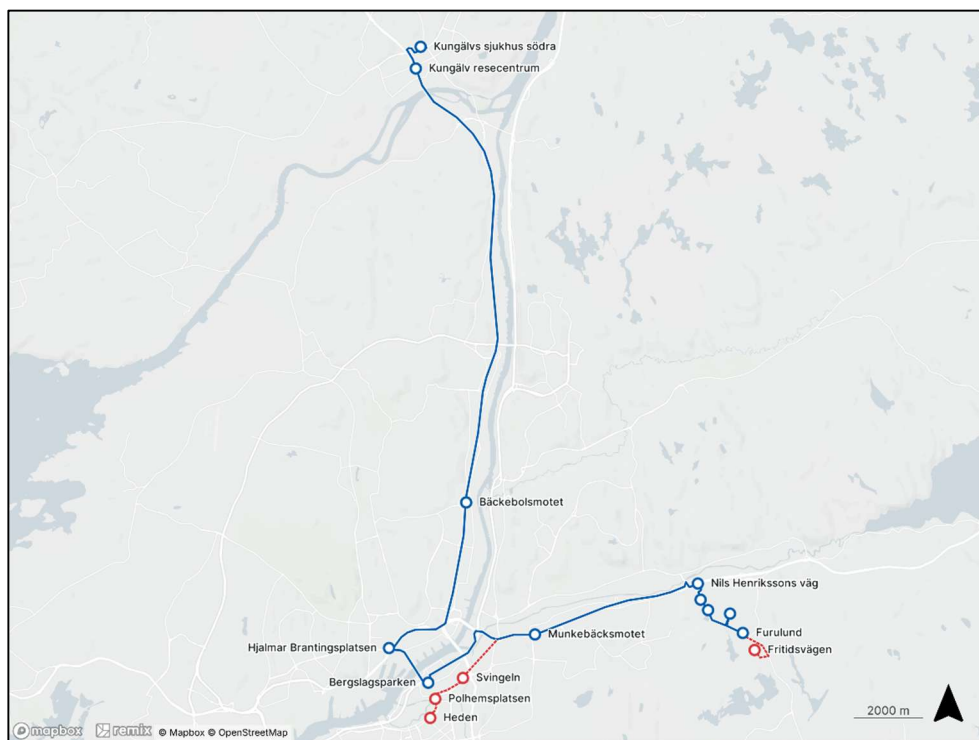 Kungälvs sjukhus södra
Kungälv resecentrum
Bäckebolsmotet
Nils Henrikssons väg
Munkebäcksmotet
Furulund
Hjalmar Brantingsplatsen
Fritidsvägen
Svingeln
Bergslagsparken
Polhemsplatsen
Heden
2000 m
mapbox remix © Mapbox © OpenStreetMap